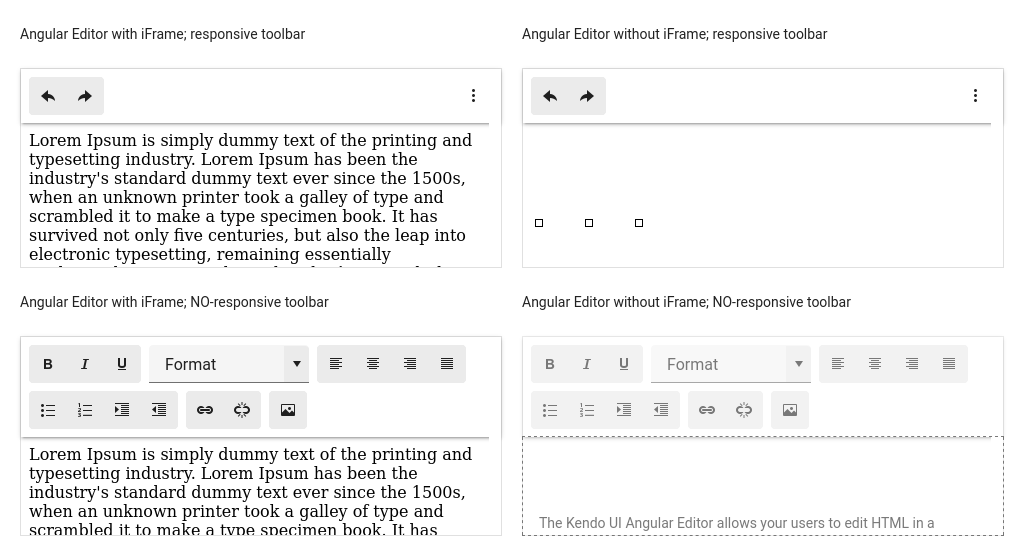 Angular Editor with iFrame; responsive toolbar
Angular Editor without iFrame; responsive toolbar
Lorem Ipsum is simply dummy text of the printing and
typesetting industry. Lorem Ipsum has been the
industry's standard dummy text ever since the 1500s,
when an unknown printer took a galley of type and
scrambled it to make a type specimen book. It has
survived not only five centuries, but also the leap into
electronic typesetting, remaining essentially
Angular Editor with iFrame; NO-responsive toolbar
Angular Editor without iFrame; NO-responsive toolbar
B I U Format
B I U Format
Lorem Ipsum is simply dummy text of the printing and
typesetting industry. Lorem Ipsum has been the
industry's standard dummy text ever since the 1500s,
when an unknown printer took a galley of type and
scrambled it to make a type specimen book. It has
The Kendo UI Angular Editor allows your users to edit HTML in a